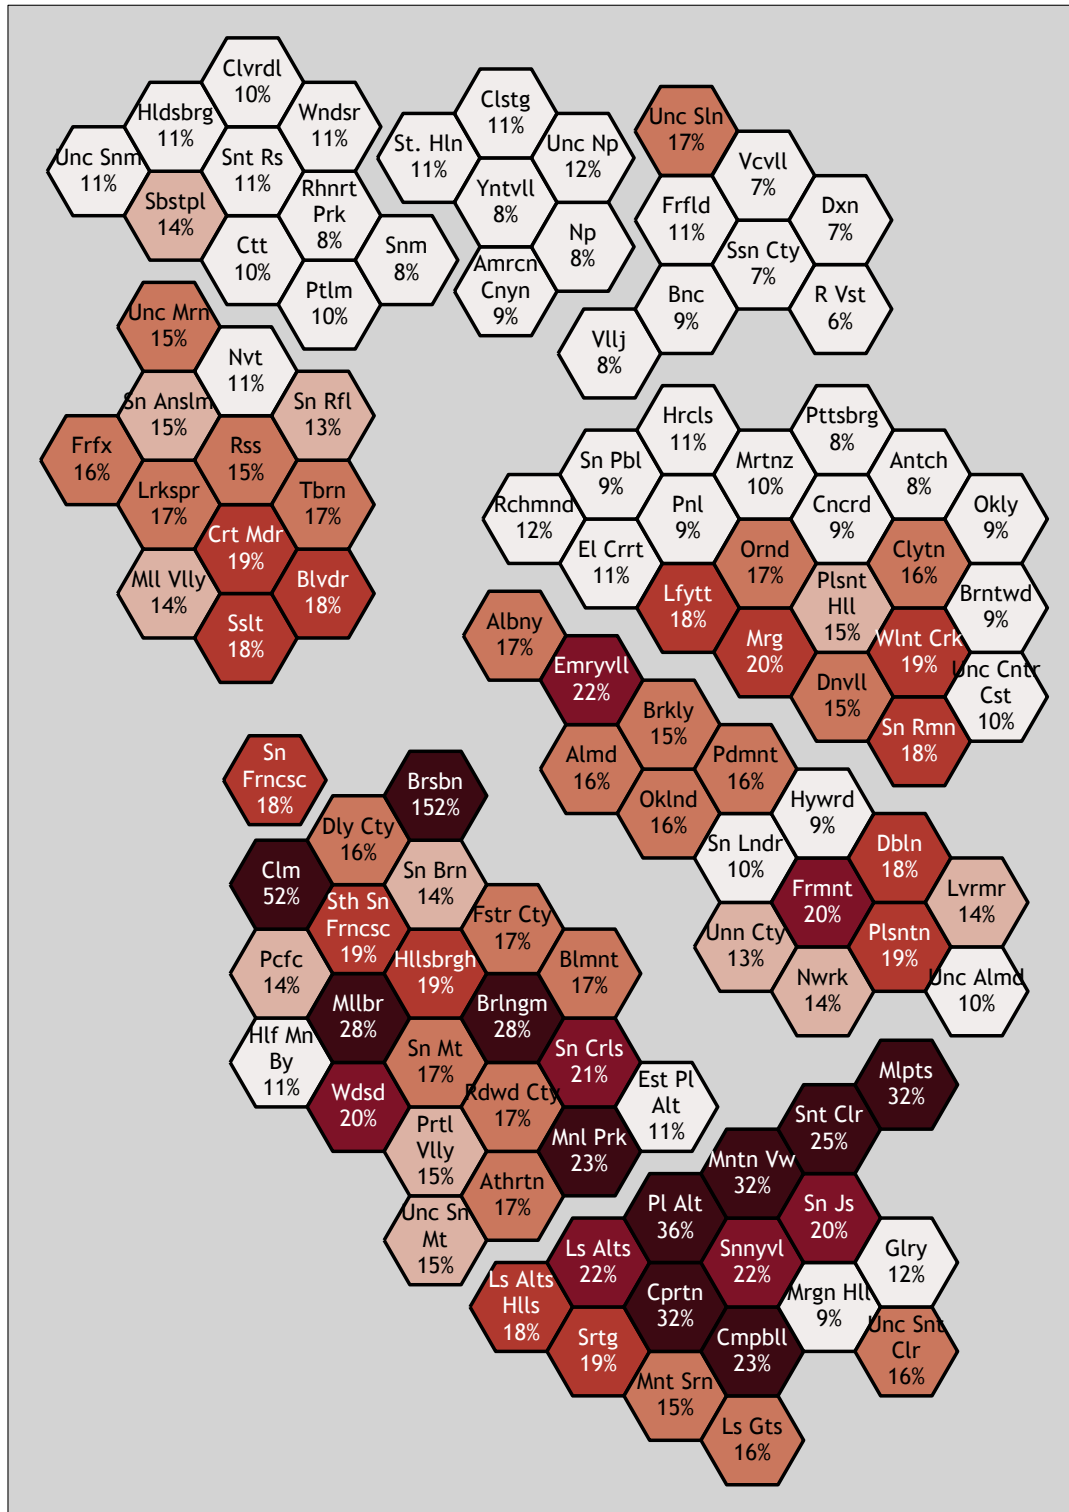 Clvrdl
10%
Hldsbrg
11%
Wndsr
11%
Unc Snm
11%
Snt Rs
11%
Sbstpl
14%
Rhnrt
Prk
8%
Ctt
10%
Snm
8%
Ptlm
10%
Clstg
11%
St. Hln
11%
Unc Np
12%
Yntvll
8%
Np
8%
Amrcn
Cnyn
9%
Unc Sln
17%
Vcvll
7%
Frfld
11%
Dxn
7%
Ssn Cty
7%
Bnc
9%
R Vst
6%
Vllj
8%
Unc Mrn
15%
Nvt
11%
Sn Anslm
15%
Sn Rfl
13%
Frfx
16%
Rss
15%
Lrkspr
17%
Tbrn
17%
Crt Mdr
19%
Mll Vlly
14%
Blvdr
18%
Sslt
18%
Hrcls
11%
Pttsbrg
8%
Sn Pbl
9%
Mrtnz
10%
Antch
8%
Rchmnd
12%
Pnl
9%
Cncrd
9%
Okly
9%
El Crrt
11%
Ornd
17%
Clytn
16%
Lfytt
18%
Plsnt
Hll
15%
Brntwd
9%
Mrg
20%
Wlnt Crk
19%
Dnvll
15%
Unc Cntr
Cst
10%
Sn Rmn
18%
Albny
17%
Emryvll
22%
Brkly
15%
Almd
16%
Pdmnt
16%
Oklnd
16%
Hywrd
9%
Sn Lndr
10%
Dbln
18%
Frmnt
20%
Lvrmr
14%
Unn Cty
13%
Plsntn
19%
Nwrk
14%
Unc Almd
10%
Sn
Frncsc
18%
Brsbn
152%
Dly Cty
16%
Clm
52%
Sn Brn
14%
Sth Sn
Frncsc
19%
Fstr Cty
17%
Pcfc
14%
Hllsbrgh
19%
Blmnt
17%
Mllbr
28%
Brlngm
28%
Hlf Mn
By
11%
Sn Mt
17%
Sn Crls
21%
Wdsd
20%
Rdwd Cty
17%
Est Pl
Alt
11%
Prtl
Vlly
15%
Mnl Prk
23%
Athrtn
17%
Unc Sn
Mt
15%
Mlpts
32%
Snt Clr
25%
Mntn Vw
32%
Pl Alt
36%
Sn Js
20%
Ls Alts
22%
Snnyvl
22%
Glry
12%
Ls Alts
Hlls
18%
Cprtn
32%
Mrgn Hll
9%
Srtg
19%
Cmpbll
23%
Unc Snt
Clr
16%
Mnt Srn
15%
Ls Gts
16%